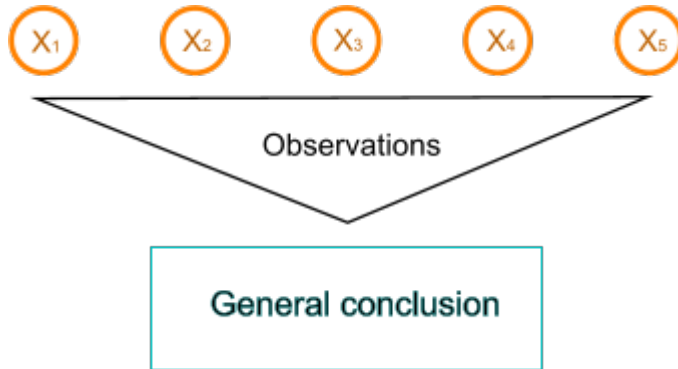 X₁ X₂ X₃ X₄ X₅
Observations
General conclusion